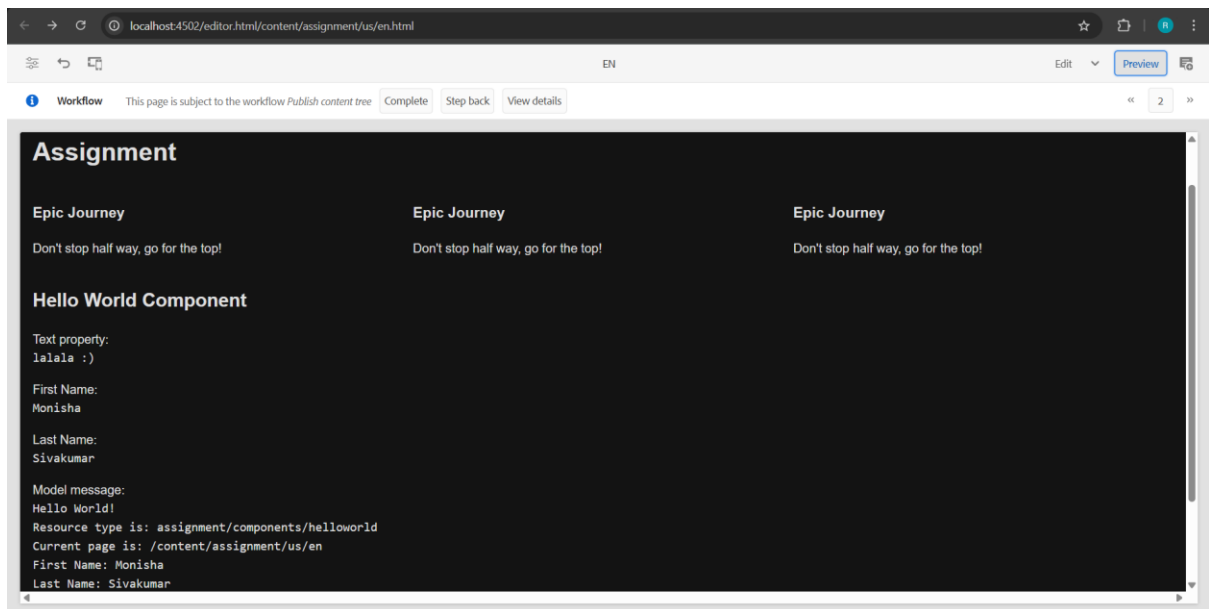 localhost:4502/editor.html/content/assignment/us/en.html
R
EN
Edit
Preview
Workflow This page is subject to the workflow Publish content tree Complete Step back View details
2
Assignment
Epic Journey Epic Journey Epic Journey
Don't stop half way, go for the top! Don't stop half way, go for the top! Don't stop half way, go for the top!
Hello World Component
Text property:
lalala :)
First Name:
Monisha
Last Name:
Sivakumar
Model message:
Hello World!
Resource type is: assignment/components/helloworld
Current page is: /content/assignment/us/en
First Name: Monisha
Last Name: Sivakumar